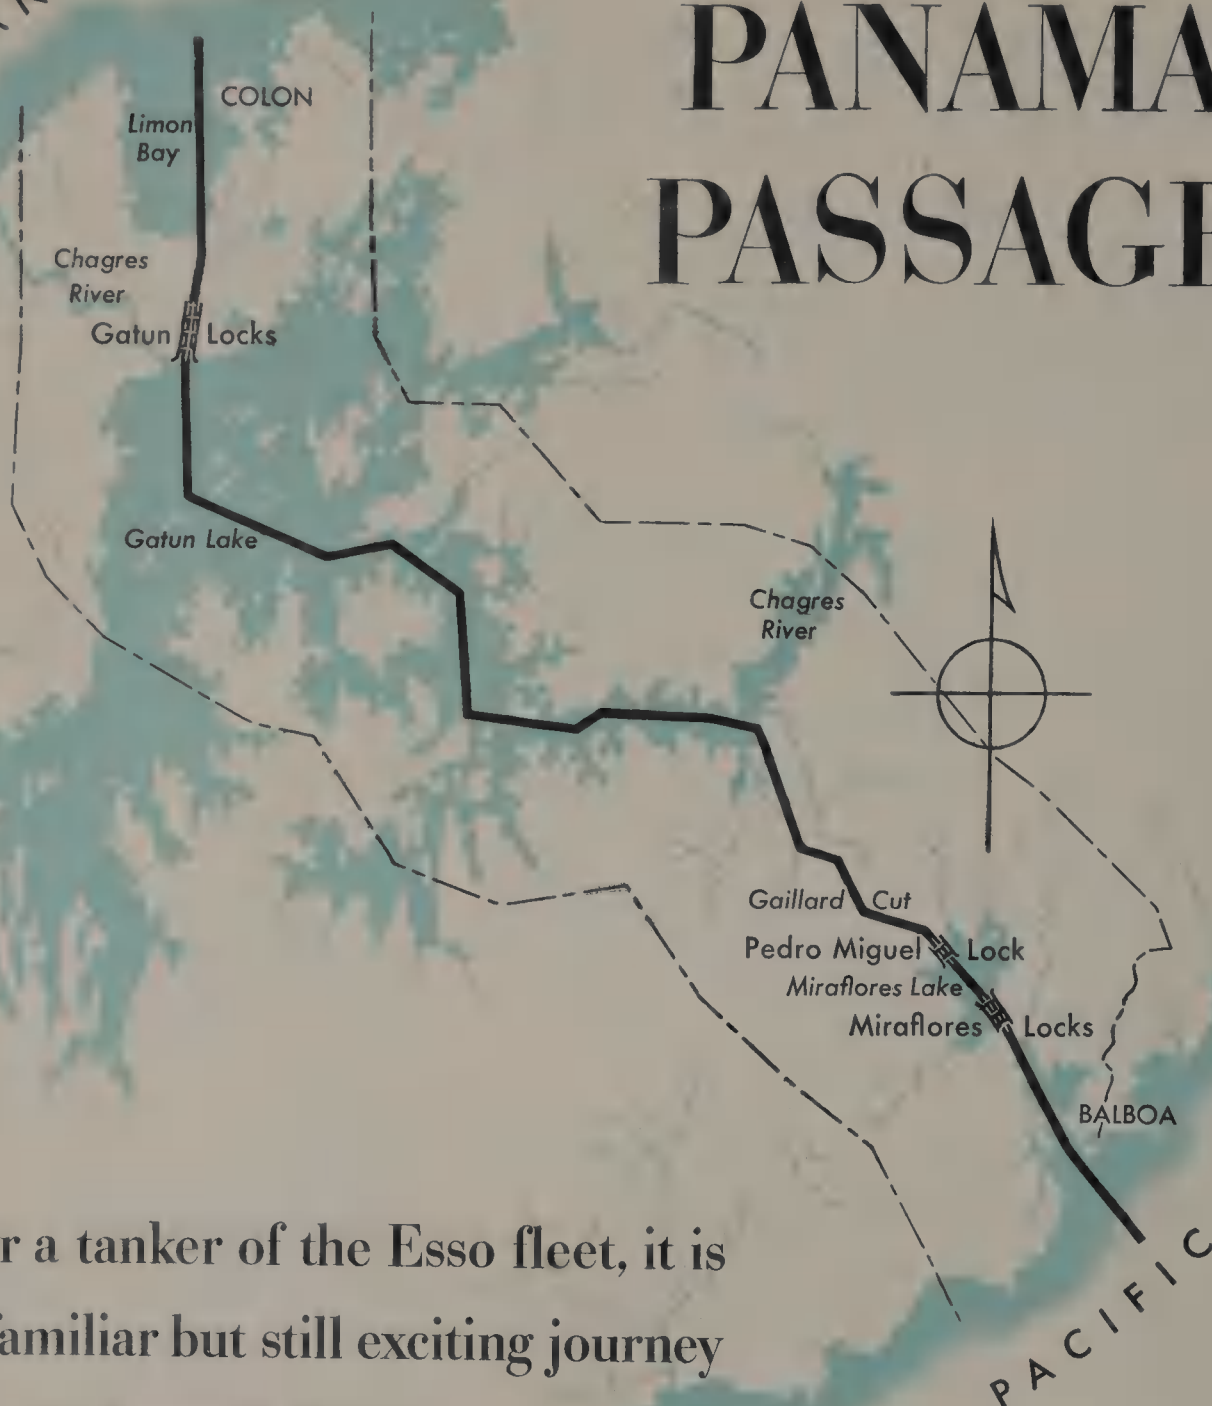 PANAMA
PASSAGE
COLON
Limon
Bay
Chagres
River
Gatun Locks
Gatun Lake
Chagres
River
Gaillard Cut
Pedro Miguel Lock
Miraflores Lake
Miraflores Locks
BALBOA
PACIFIC
r a tanker of the Esso fleet, it is
amiliar but still exciting journey